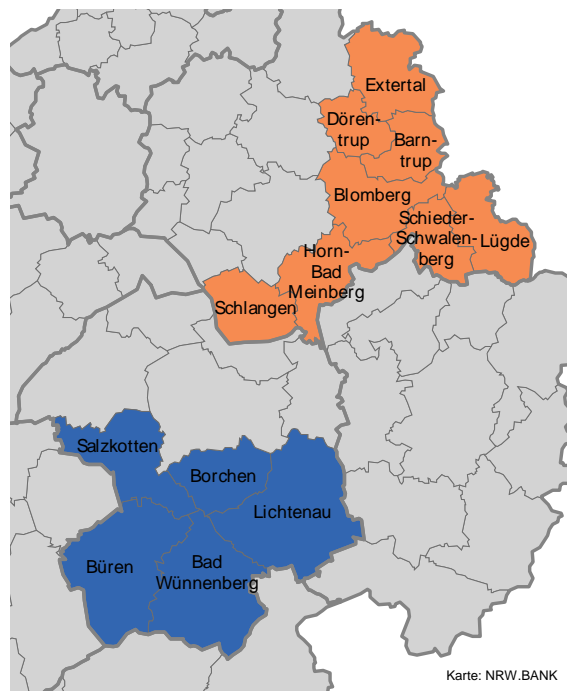 Extertal
Dören-
trup
Barn-
trup
Blomberg
Schieder-
Schwalen-
berg
Lügde
Horn-
Bad
Meinberg
Schlangen
Salzkotten
Borchen
Lichtenau
Büren
Bad
Wünnenberg
Karte: NRW.BANK